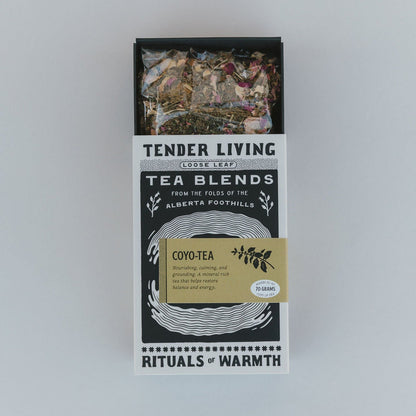 TENDER LIVING
LOOSE LEAF
TEA BLENDS
FROM THE FOLDS OF THE
ALBERTA FOOTHILLS
COYO-TEA
Nourishing, calming, and
grounding. A mineral rich
tea that helps restore
balance and energy.
70 GRAMS
RITUALS of WARMTH